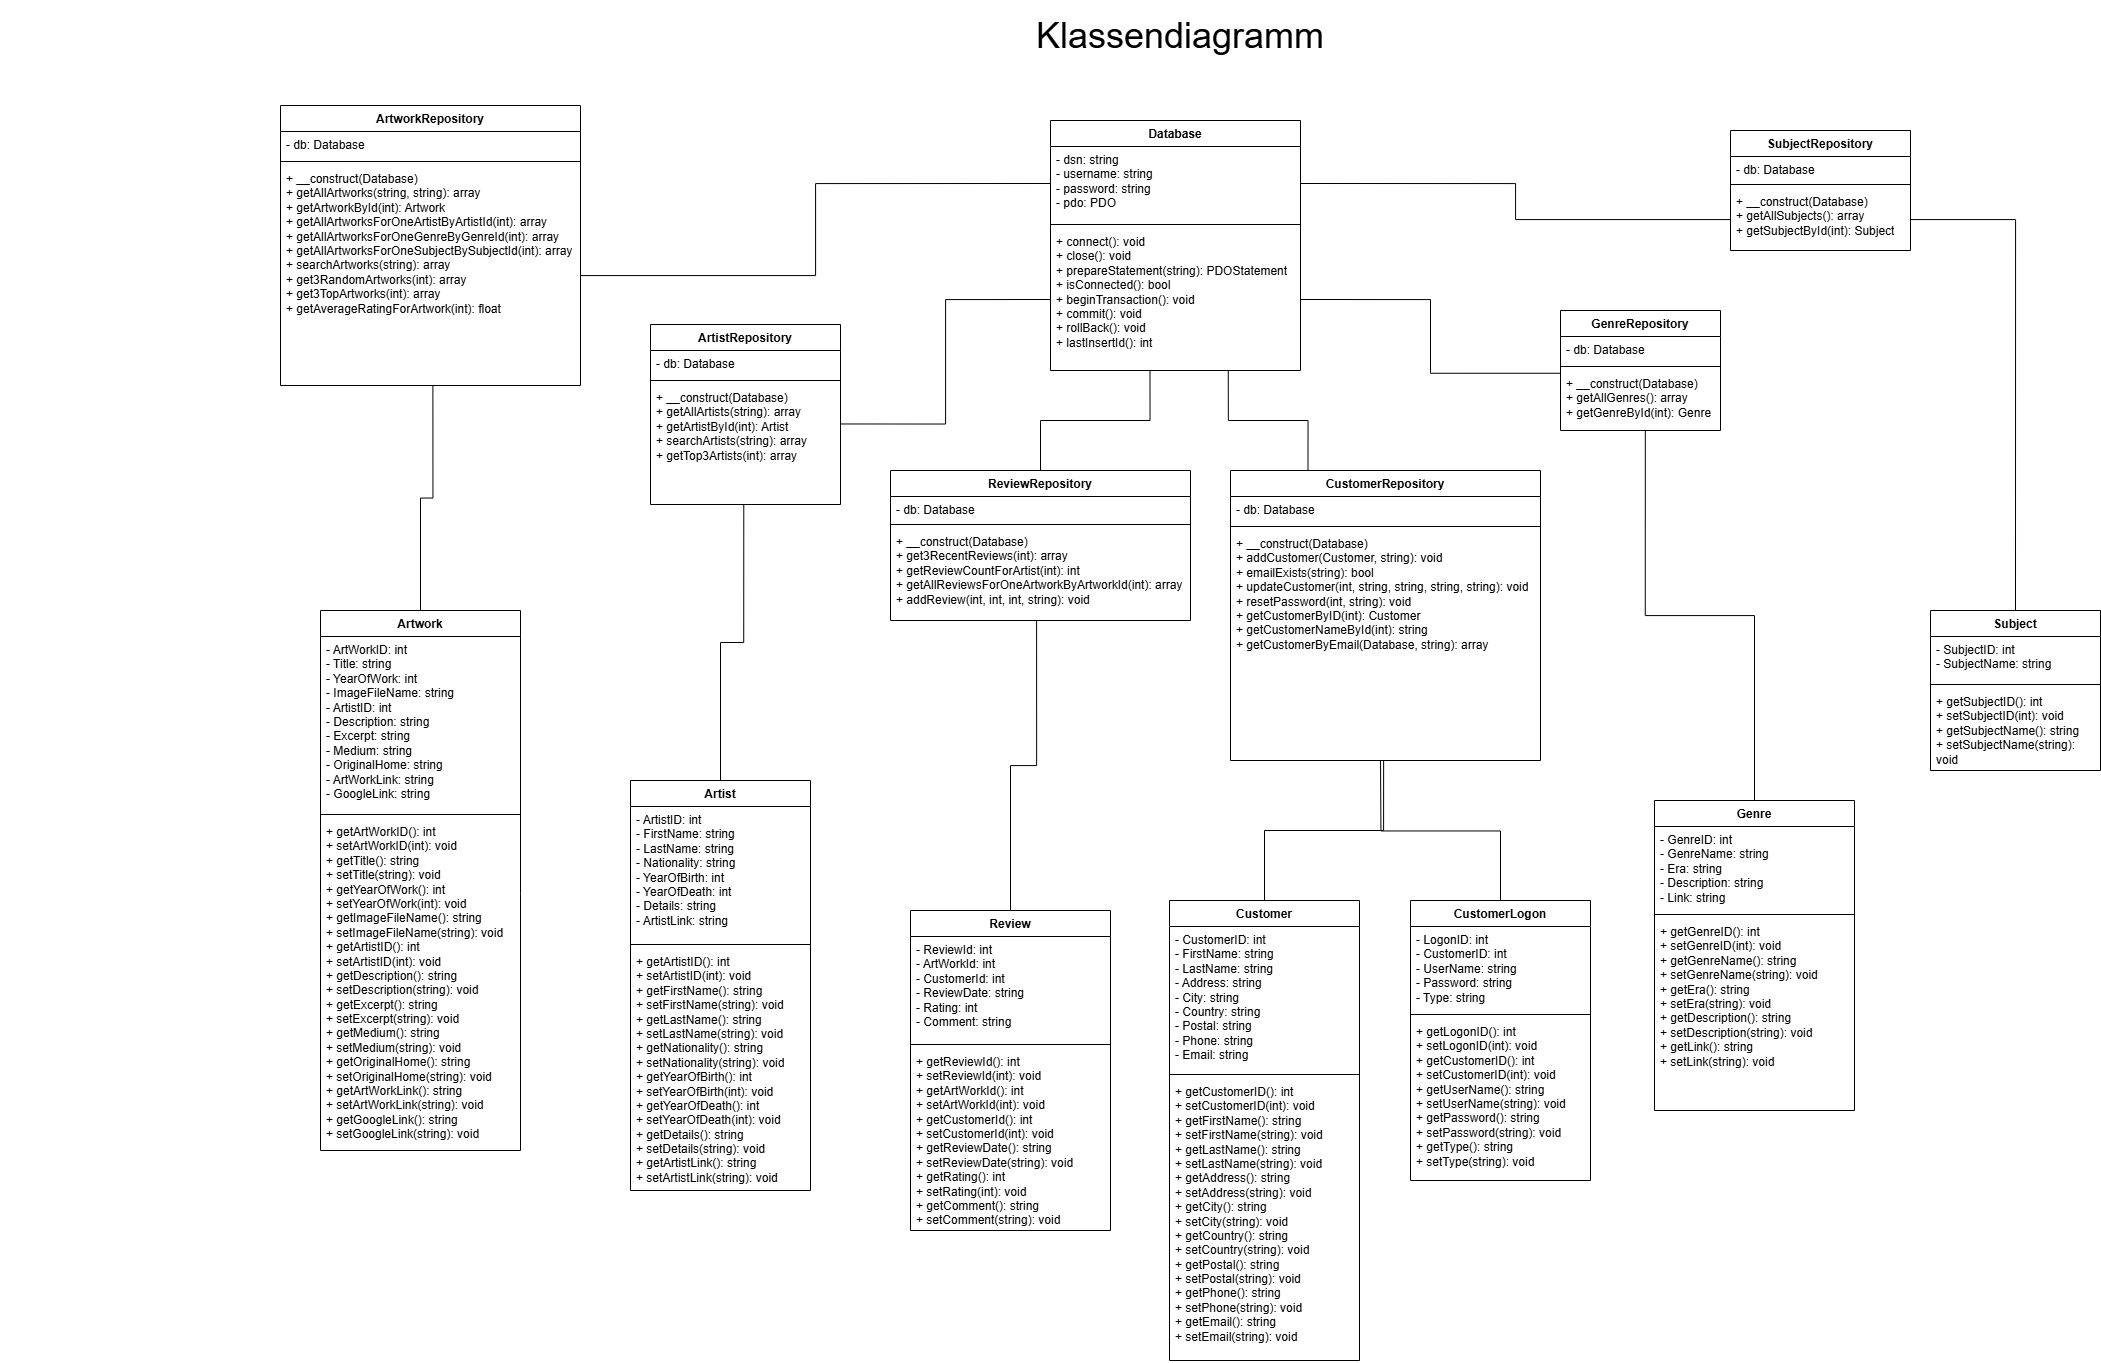 Klassendiagramm
ArtworkRepository
- db: Database
+ __construct(Database)
+ getAllArtworks(string, string): array
+ getArtworkById(int): Artwork
+ getAllArtworksForOneArtistByArtistId(int): array
+ getAllArtworksForOneGenreByGenreId(int): array
+ getAllArtworksForOneSubjectBySubjectId(int): array
+ searchArtworks(string): array
+ get3RandomArtworks(int): array
+ get3TopArtworks(int): array
+ getAverageRatingForArtwork(int): float
Database
- dsn: string
- username: string
- password: string
- pdo: PDO
+ connect(): void
+ close(): void
+ prepareStatement(string): PDOStatement
+ isConnected(): bool
+ beginTransaction(): void
+ commit(): void
+ rollBack(): void
+ lastInsertId(): int
SubjectRepository
- db: Database
+ __construct(Database)
+ getAllSubjects(): array
+ getSubjectById(int): Subject
ArtistRepository
- db: Database
+ __construct(Database)
+ getAllArtists(string): array
+ getArtistById(int): Artist
+ searchArtists(string): array
+ getTop3Artists(int): array
GenreRepository
- db: Database
+ __construct(Database)
+ getAllGenres(): array
+ getGenreById(int): Genre
ReviewRepository
- db: Database
+ __construct(Database)
+ get3RecentReviews(int): array
+ getReviewCountForArtist(int): int
+ getAllReviewsForOneArtworkByArtworkId(int): array
+ addReview(int, int, int, string): void
CustomerRepository
- db: Database
+ __construct(Database)
+ addCustomer(Customer, string): void
+ emailExists(string): bool
+ updateCustomer(int, string, string, string, string): void
+ resetPassword(int, string): void
+ getCustomerByID(int): Customer
+ getCustomerNameById(int): string
+ getCustomerByEmail(Database, string): array
Artwork
- ArtWorkID: int
- Title: string
- YearOfWork: int
- ImageFileName: string
- ArtistID: int
- Description: string
- Excerpt: string
- Medium: string
- OriginalHome: string
- ArtWorkLink: string
- GoogleLink: string
+ getArtWorkID(): int
+ setArtWorkID(int): void
+ getTitle(): string
+ setTitle(string): void
+ getYearOfWork(): int
+ setYearOfWork(int): void
+ getImageFileName(): string
+ setImageFileName(string): void
+ getArtistID(): int
+ setArtistID(int): void
+ getDescription(): string
+ setDescription(string): void
+ getExcerpt(): string
+ setExcerpt(string): void
+ getMedium(): string
+ setMedium(string): void
+ getOriginalHome(): string
+ setOriginalHome(string): void
+ getArtWorkLink(): string
+ setArtWorkLink(string): void
+ getGoogleLink(): string
+ setGoogleLink(string): void
Subject
- SubjectID: int
- SubjectName: string
+ getSubjectID(): int
+ setSubjectID(int): void
+ getSubjectName(): string
+ setSubjectName(string):
void
Artist
- ArtistID: int
- FirstName: string
- LastName: string
- Nationality: string
- YearOfBirth: int
- YearOfDeath: int
- Details: string
- ArtistLink: string
+ getArtistID(): int
+ setArtistID(int): void
+ getFirstName(): string
+ setFirstName(string): void
+ getLastName(): string
+ setLastName(string): void
+ getNationality(): string
+ setNationality(string): void
+ getYearOfBirth(): int
+ setYearOfBirth(int): void
+ getYearOfDeath(): int
+ setYearOfDeath(int): void
+ getDetails(): string
+ setDetails(string): void
+ getArtistLink(): string
+ setArtistLink(string): void
Genre
- GenreID: int
- GenreName: string
- Era: string
- Description: string
- Link: string
+ getGenreID(): int
+ setGenreID(int): void
+ getGenreName(): string
+ setGenreName(string): void
+ getEra(): string
+ setEra(string): void
+ getDescription(): string
+ setDescription(string): void
+ getLink(): string
+ setLink(string): void
Review
- ReviewId: int
- ArtWorkId: int
- CustomerId: int
- ReviewDate: string
- Rating: int
- Comment: string
+ getReviewId(): int
+ setReviewId(int): void
+ getArtWorkId(): int
+ setArtWorkId(int): void
+ getCustomerId(): int
+ setCustomerId(int): void
+ getReviewDate(): string
+ setReviewDate(string): void
+ getRating(): int
+ setRating(int): void
+ getComment(): string
+ setComment(string): void
Customer
- CustomerID: int
- FirstName: string
- LastName: string
- Address: string
- City: string
- Country: string
- Postal: string
- Phone: string
- Email: string
+ getCustomerID(): int
+ setCustomerID(int): void
+ getFirstName(): string
+ setFirstName(string): void
+ getLastName(): string
+ setLastName(string): void
+ getAddress(): string
+ setAddress(string): void
+ getCity(): string
+ setCity(string): void
+ getCountry(): string
+ setCountry(string): void
+ getPostal(): string
+ setPostal(string): void
+ getPhone(): string
+ setPhone(string): void
+ getEmail(): string
+ setEmail(string): void
CustomerLogon
- LogonID: int
- CustomerID: int
- UserName: string
- Password: string
- Type: string
+ getLogonID(): int
+ setLogonID(int): void
+ getCustomerID(): int
+ setCustomerID(int): void
+ getUserName(): string
+ setUserName(string): void
+ getPassword(): string
+ setPassword(string): void
+ getType(): string
+ setType(string): void